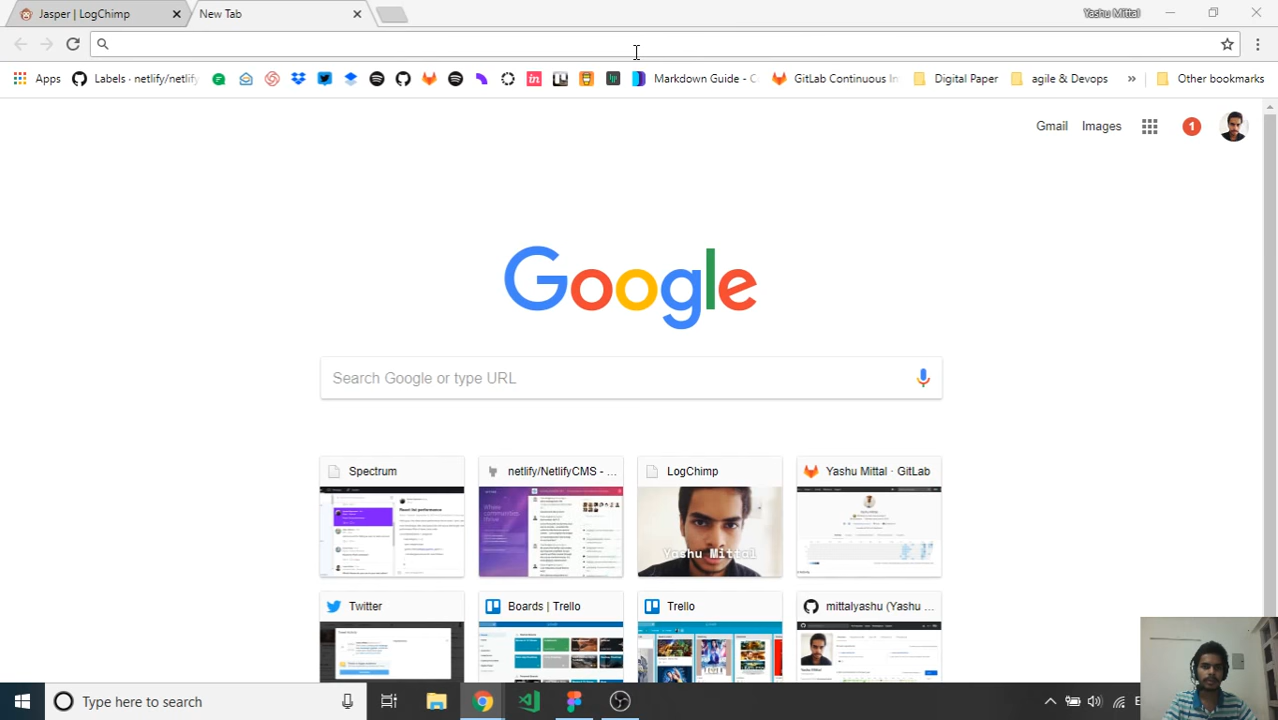 Jasper | LogChimp
New Tab
Yashu Mittal
Apps
Labels · netlify/netlify
in
Markdown Guide - C
GitLab Continuous In
Digital Paper
agile & Devops
»
Other bookmarks
Gmail
Images
1
Google
Search Google or type URL
Spectrum
netlify/NetlifyCMS - ...
LogChimp
Yashu Mittal · GitLab
Yashu Mittal
Twitter
Boards | Trello
Trello
mittalyashu (Yashu ...
Type here to search